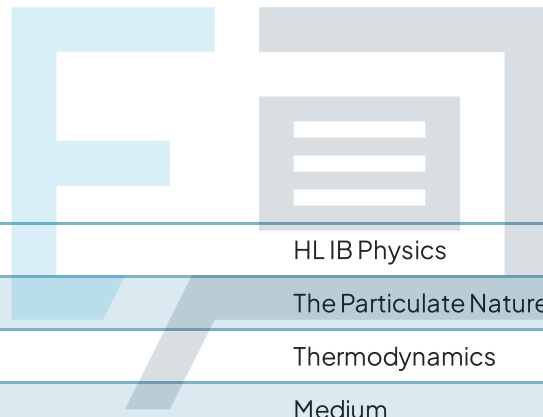 HL IB Physics
The Particulate Nature
Thermodynamics
Medium